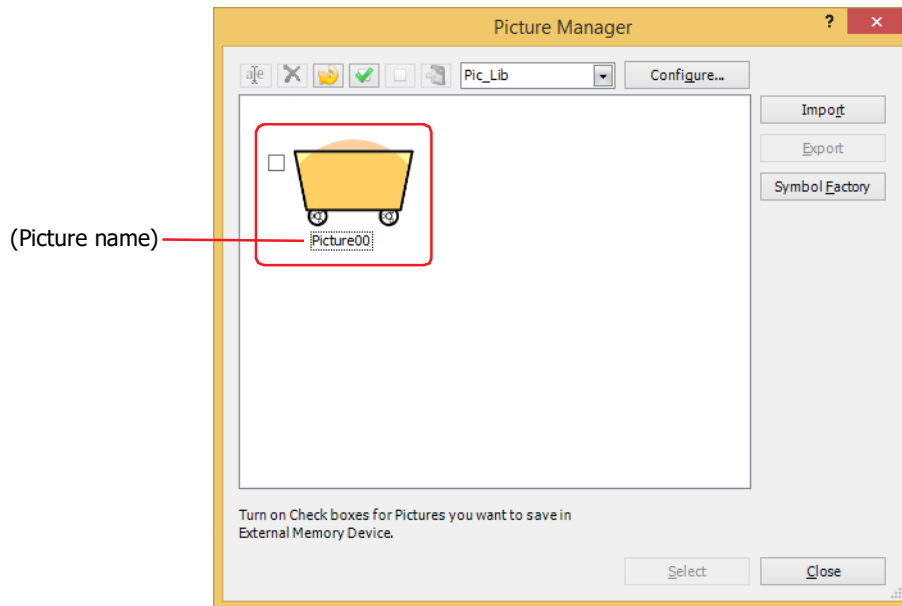 Picture Manager
?
×
a|e
Pic_Lib
Configure...
Import
Export
Symbol Factory
(Picture name)
Picture00
Turn on Check boxes for Pictures you want to save in
External Memory Device.
Select
Close